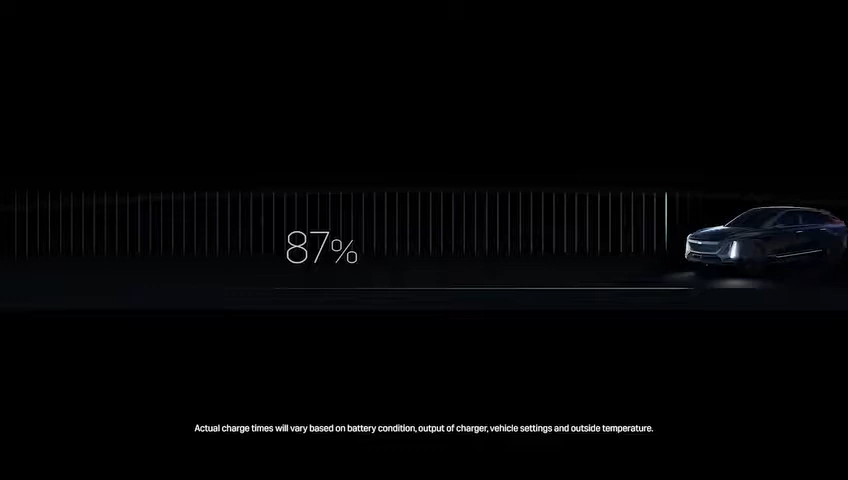 87%
Actual charge times will vary based on battery condition, output of charger, vehicle settings and outside temperature.